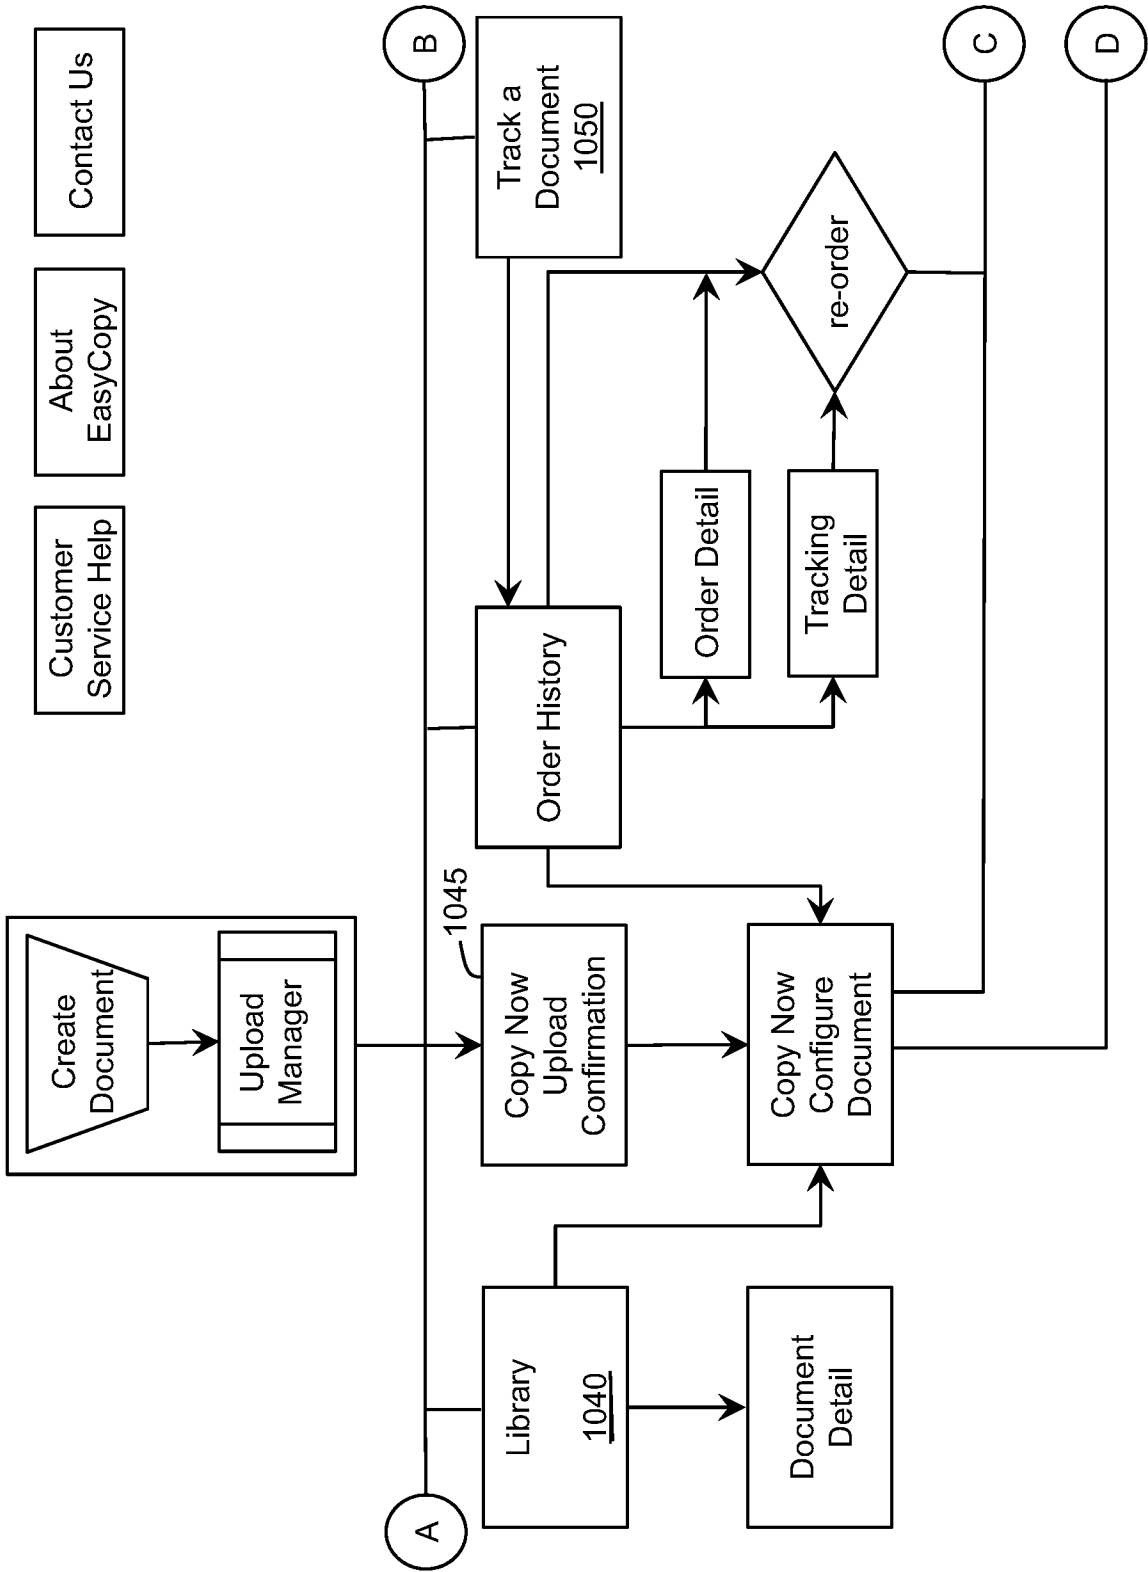 Create
Document
Upload
Manager
Customer
Service Help
About
EasyCopy
Contact Us
A
B
1045
Library
1040
Copy Now
Upload
Confirmation
Order History
Track a
Document
1050
Document
Detail
Copy Now
Configure
Document
Order Detail
Tracking
Detail
re-order
C
D